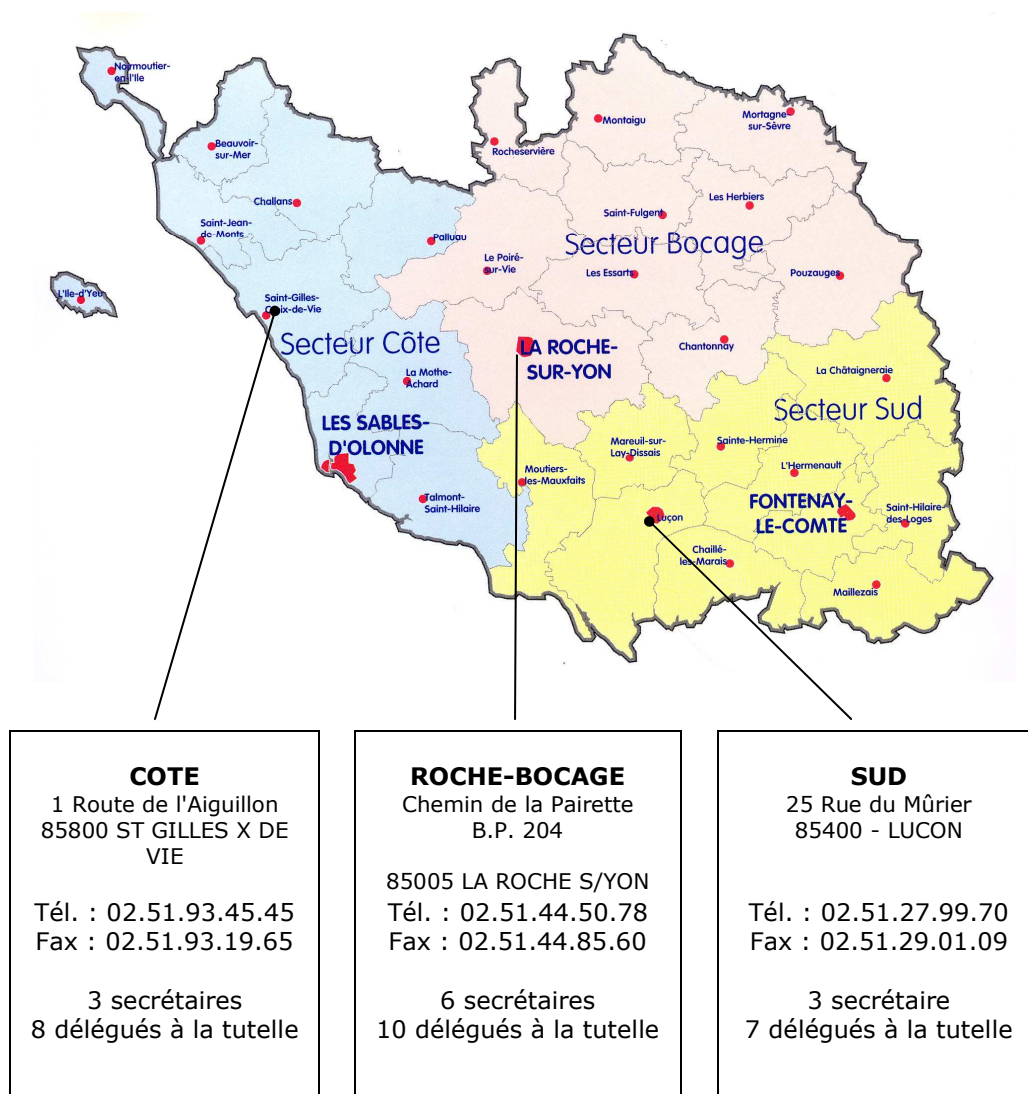 Noirmoutier-
en-l'Ile
Beauvoir-
sur-Mer
Challans
Saint-Jean-
de-Monts
Palluau
L'Ile-d'Yeu
Saint-Gilles-
Croix-de-Vie
Secteur Côte
La Mothe-
Achard
LES SABLES-
D'OLONNE
Talmont-
Saint-Hilaire
Rocheservière
Montaigu
Mortagne-
sur-Sèvre
Les Herbiers
Saint-Fulgent
Secteur Bocage
Le Poiré-
sur-Vie
Les Essarts
Pouzauges
LA ROCHE-
SUR-YON
Chantonnay
La Châtaigneraie
Secteur Sud
Mareuil-sur-
Lay-Dissais
Sainte-Hermine
Moutiers-
les-Mauxfaits
L'Hermenault
FONTENAY-
LE-COMTE
Saint-Hilaire
des-Loges
Luçon
Chaillé-
les-Marais
Maillezais
COTE
1 Route de l'Aiguillon
85800 ST GILLES X DE
VIE
Tél. : 02.51.93.45.45
Fax : 02.51.93.19.65
3 secrétaires
8 délégués à la tutelle
ROCHE-BOCAGE
Chemin de la Pairette
B.P. 204
85005 LA ROCHE S/YON
Tél. : 02.51.44.50.78
Fax : 02.51.44.85.60
6 secrétaires
10 délégués à la tutelle
SUD
25 Rue du Mûrier
85400 - LUCON
Tél. : 02.51.27.99.70
Fax : 02.51.29.01.09
3 secrétaire
7 délégués à la tutelle